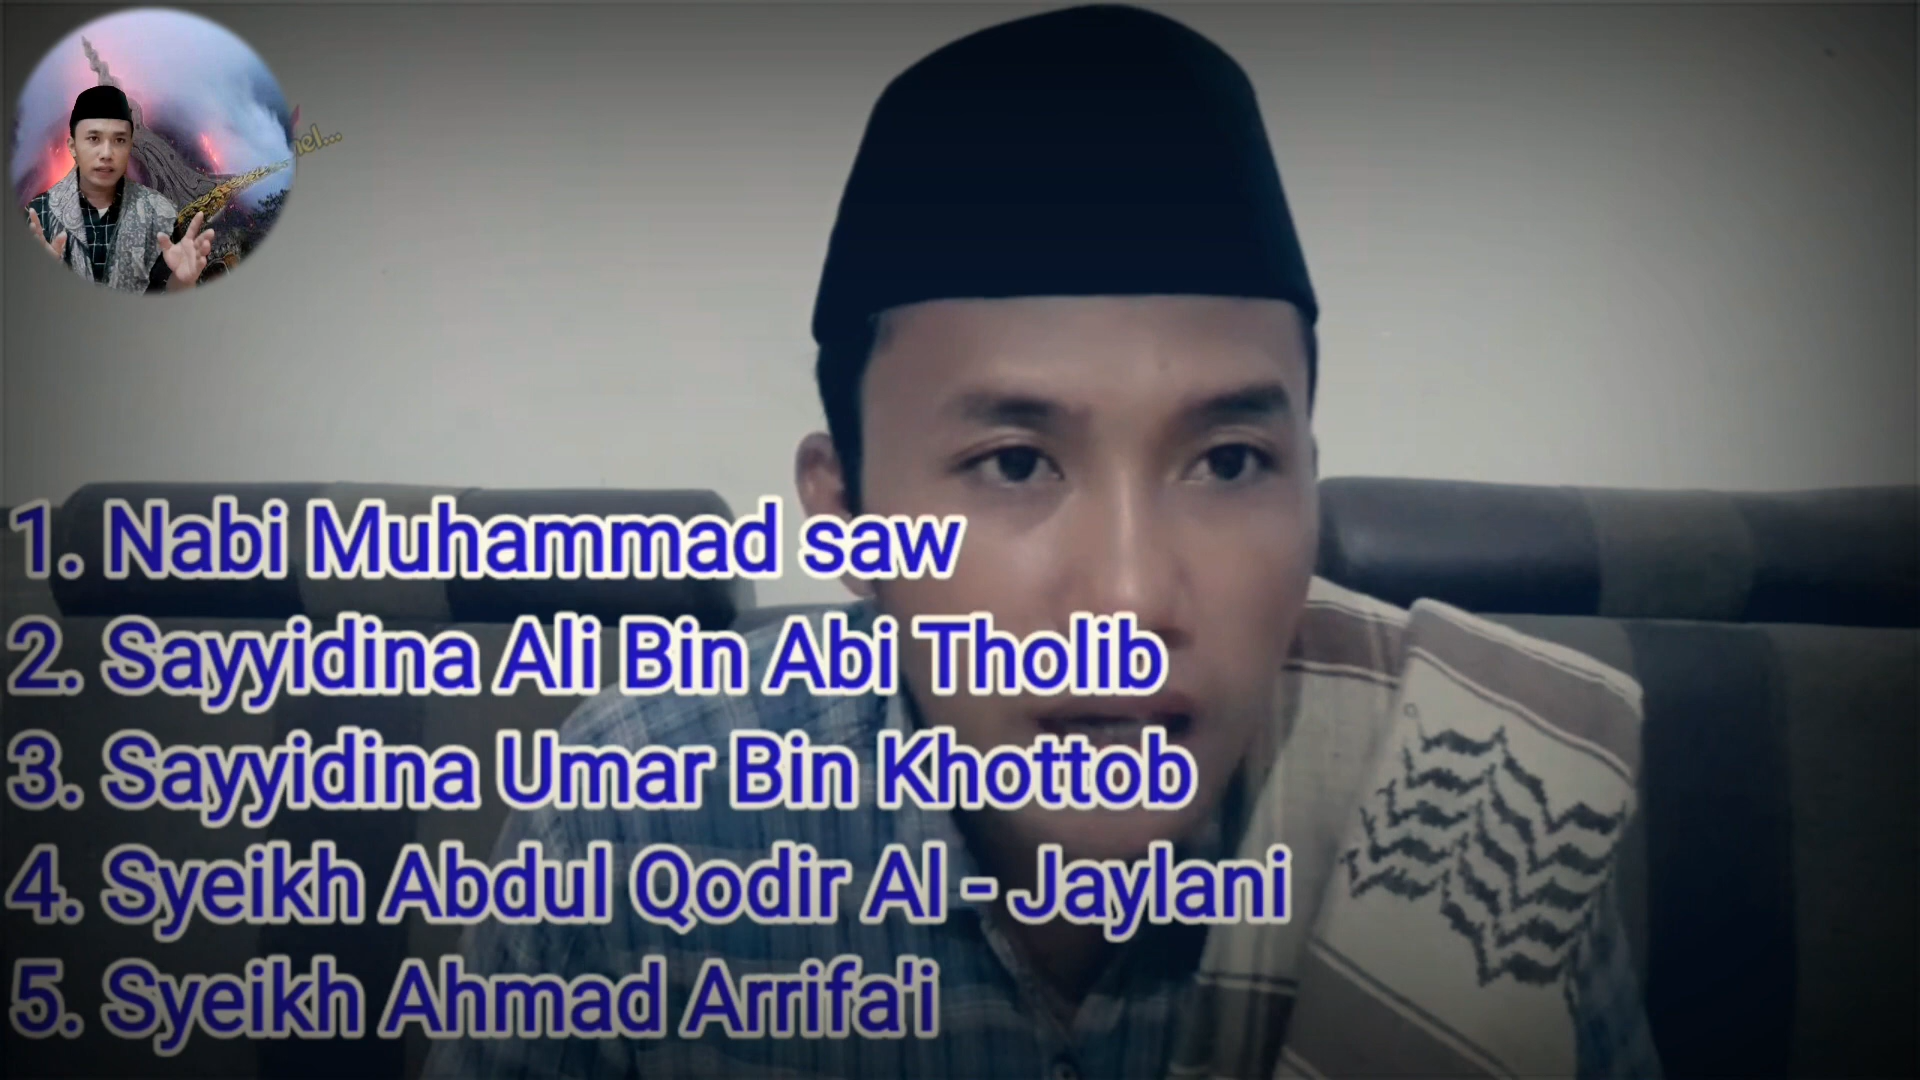 nel...
1. Nabi Muhammad saw
2. Sayyidina Ali Bin Abi Tholib
3. Sayyidina Umar Bin Khottob
4. Syeikh Abdul Qodir Al - Jaylani
5. Syeikh Ahmad Arrifa'i